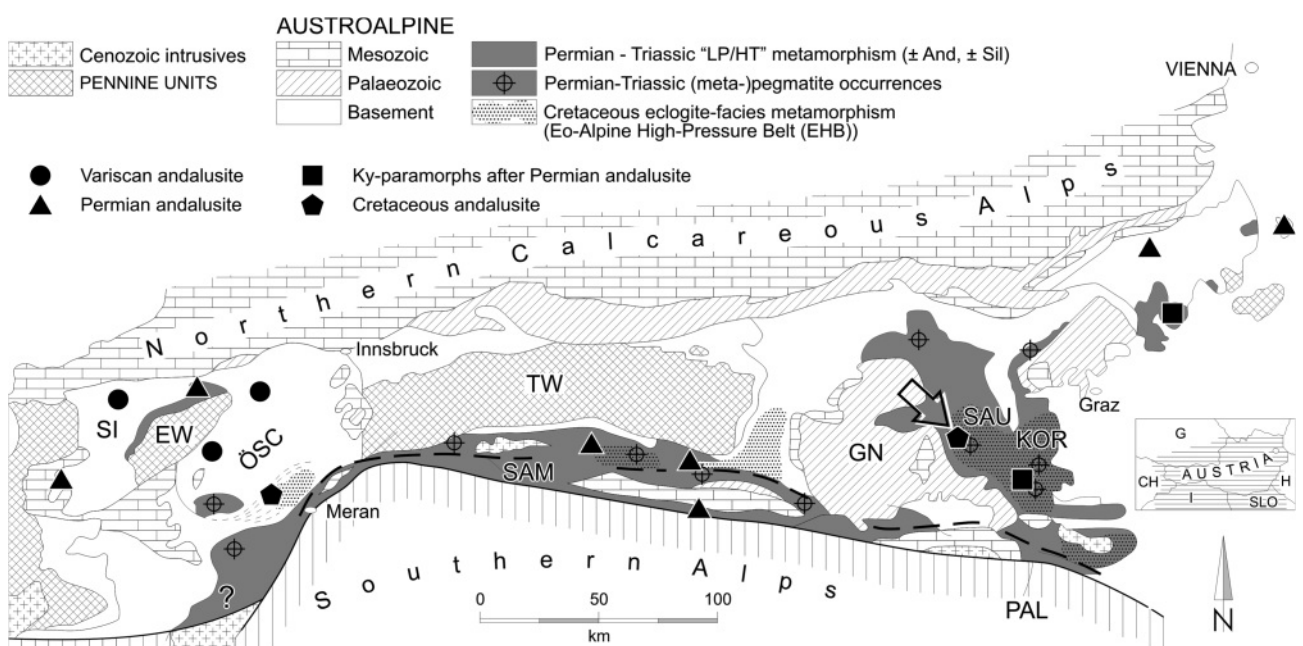 AUSTROALPINE
Cenozoic intrusives
PENNINE UNITS
Mesozoic
Palaeozoic
Basement
Permian - Triassic "LP/HT" metamorphism (± And, ± Sil)
Permian-Triassic (meta-)pegmatite occurrences
Cretaceous eclogite-facies metamorphism
(Eo-Alpine High-Pressure Belt (EHB))
Variscan andalusite
Permian andalusite
Ky-paramorphs after Permian andalusite
Cretaceous andalusite
VIENNA
Northern Calcareous Alps
Innsbruck
TW
SI
EW
ÖSC
SAM
Meran
GN
SAU
KOR
Graz
PAL
?
Southern Alps
0 50 100
km
G
AUSTRIA
CH
H
I
SLO
N